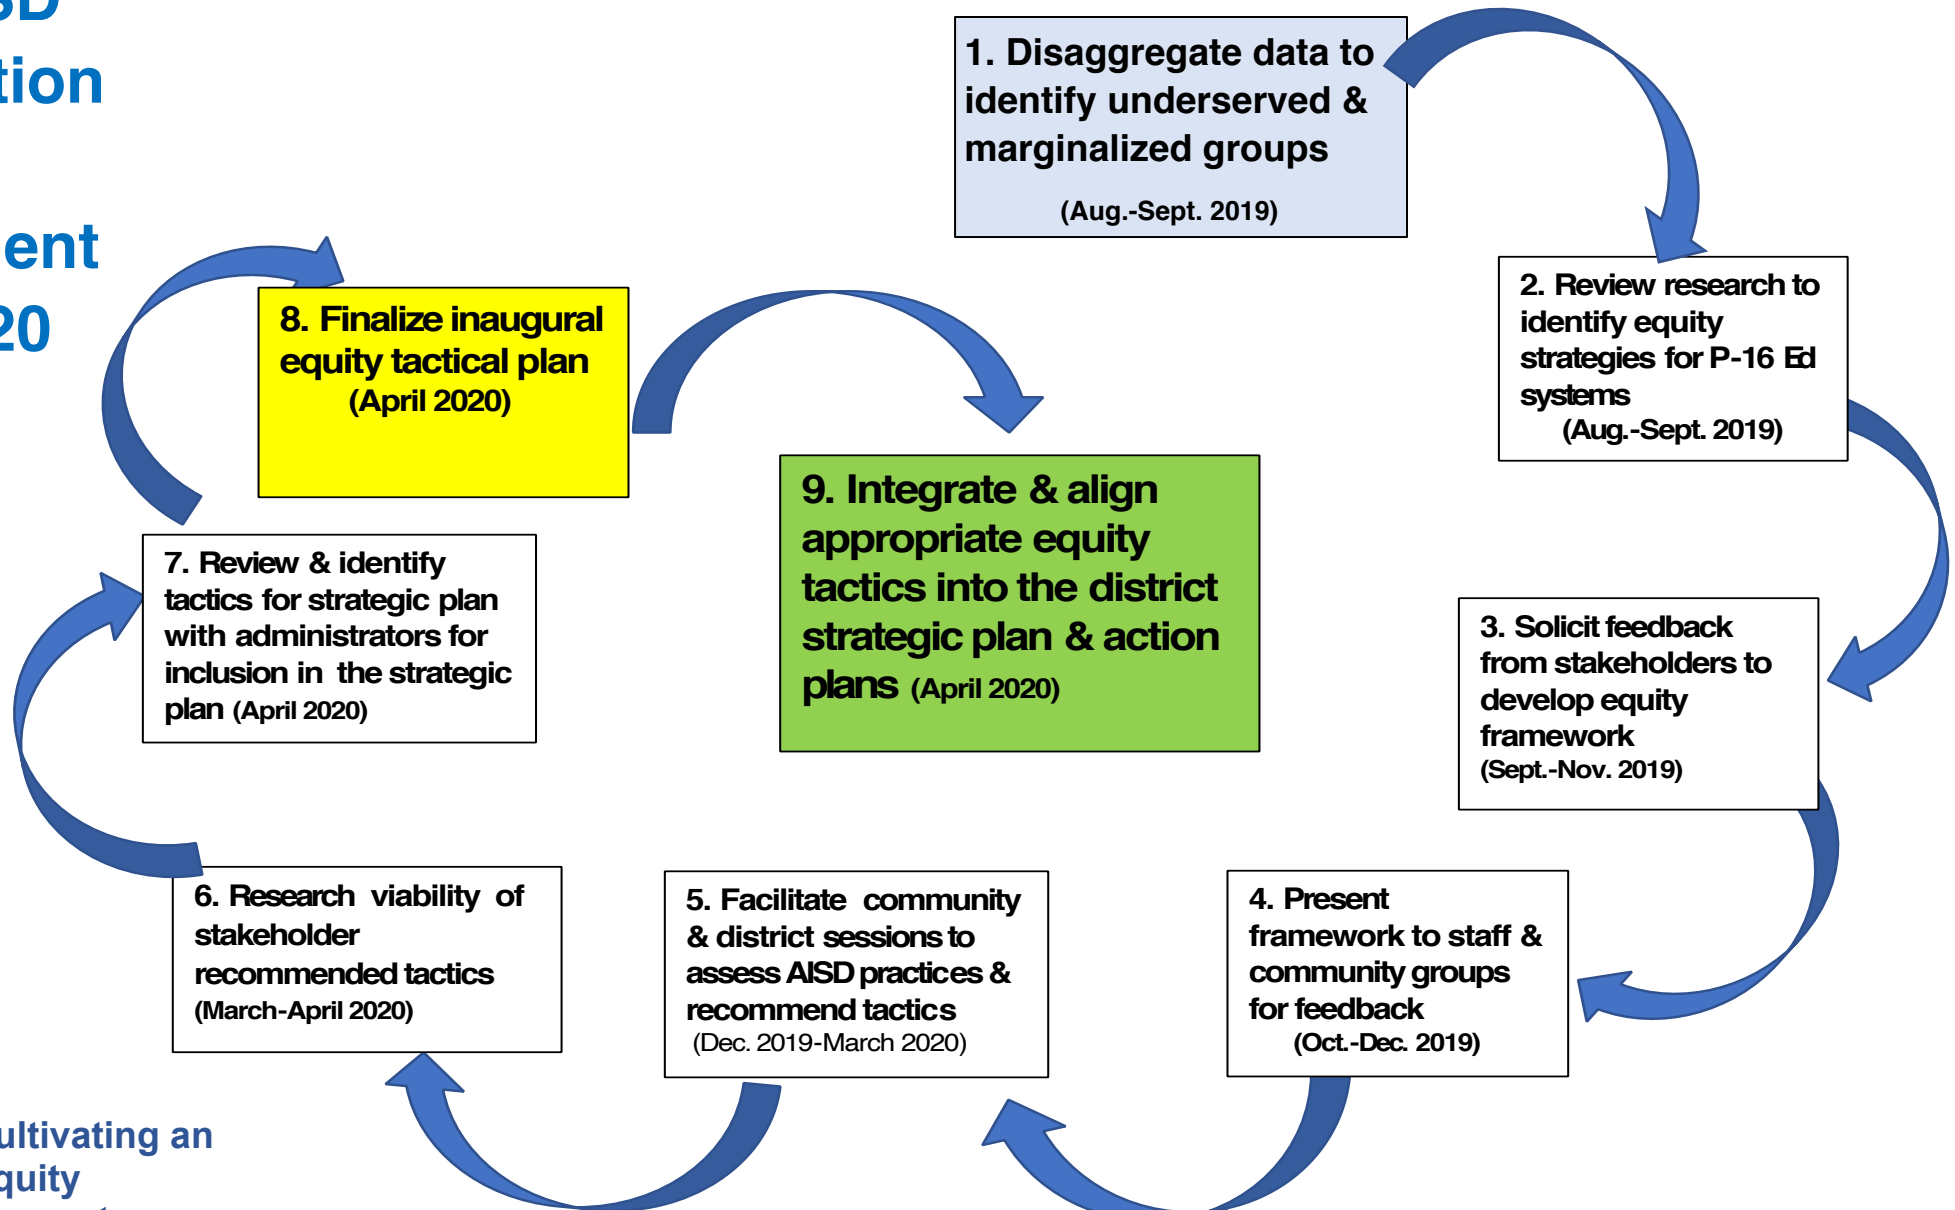 1. Disaggregate data to
identify underserved &
marginalized groups
(Aug.-Sept. 2019)
2. Review research to
identify equity
strategies for P-16 Ed
systems
(Aug.-Sept. 2019)
3. Solicit feedback
from stakeholders to
develop equity
framework
(Sept.-Nov. 2019)
4. Present
framework to staff &
community groups
for feedback
(Oct.-Dec. 2019)
5. Facilitate community
& district sessions to
assess AISD practices &
recommend tactics
(Dec. 2019-March 2020)
6. Research viability of
stakeholder
recommended tactics
(March-April 2020)
7. Review & identify
tactics for strategic plan
with administrators for
inclusion in the strategic
plan (April 2020)
8. Finalize inaugural
equity tactical plan
(April 2020)
9. Integrate & align
appropriate equity
tactics into the district
strategic plan & action
plans (April 2020)
an